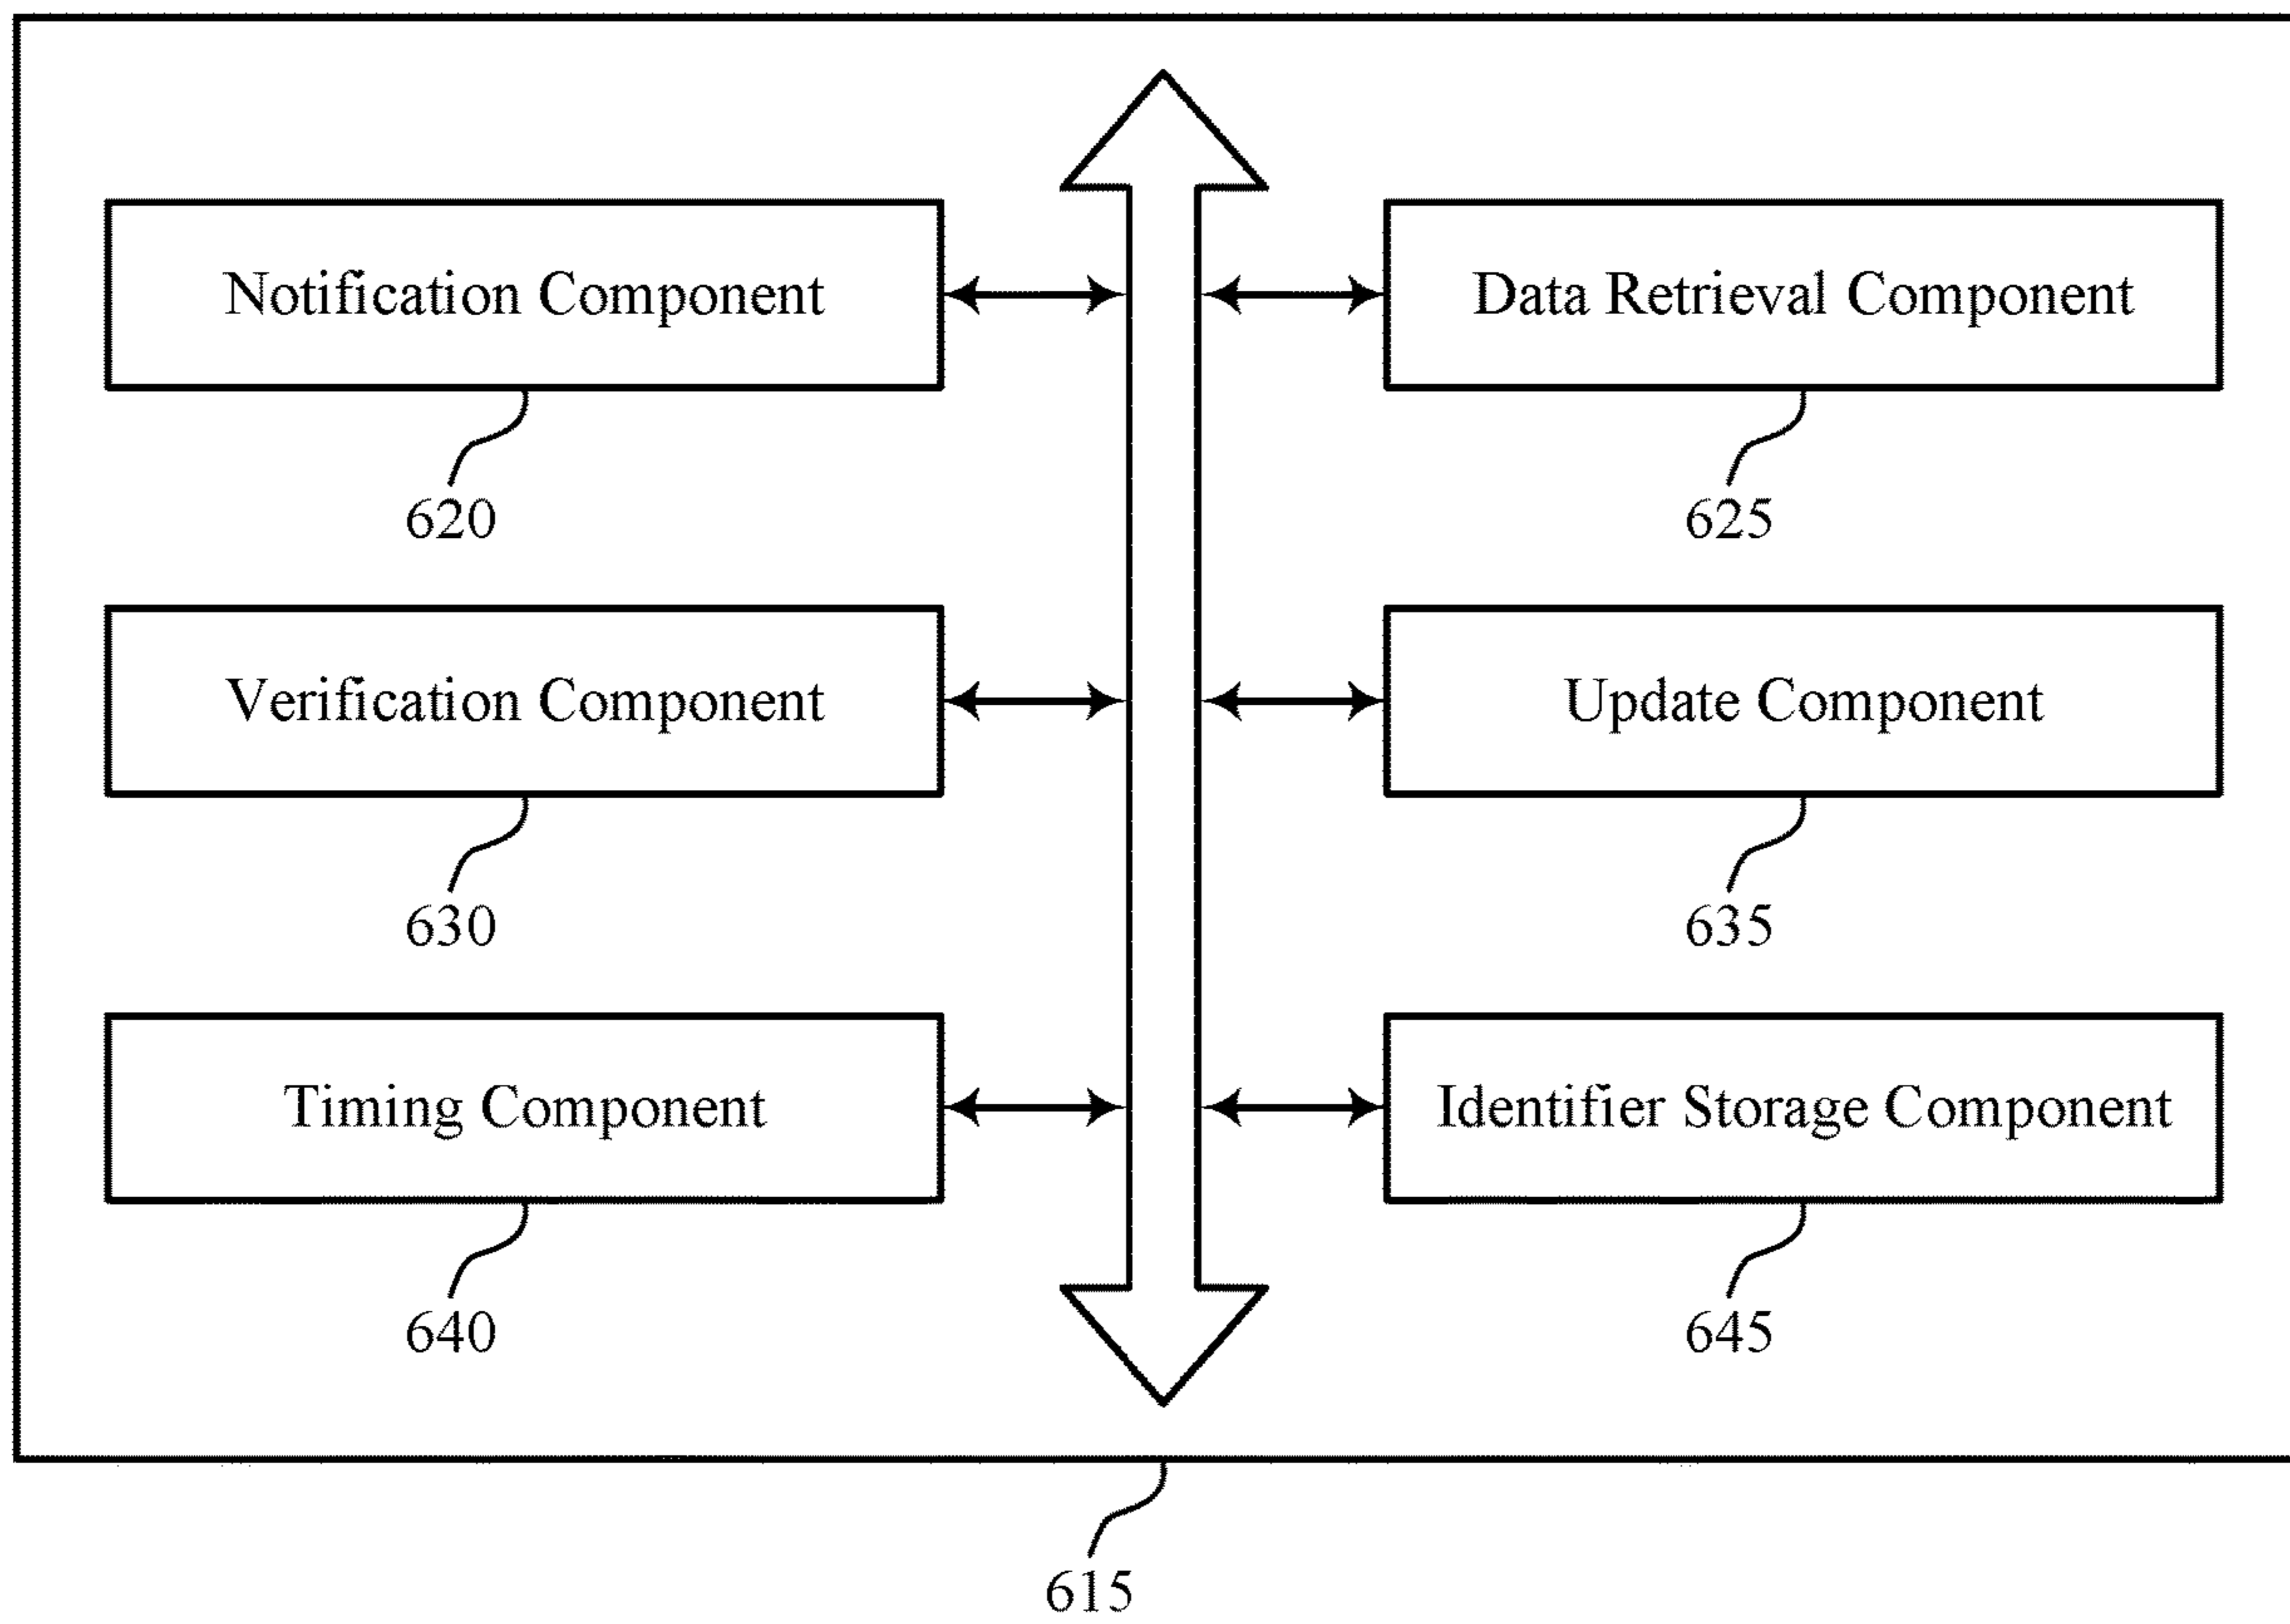 Notification Component
Data Retrieval Component
620
625
Verification Component
Update Component
630
635
Timing Component
Identifier Storage Component
640
645
615